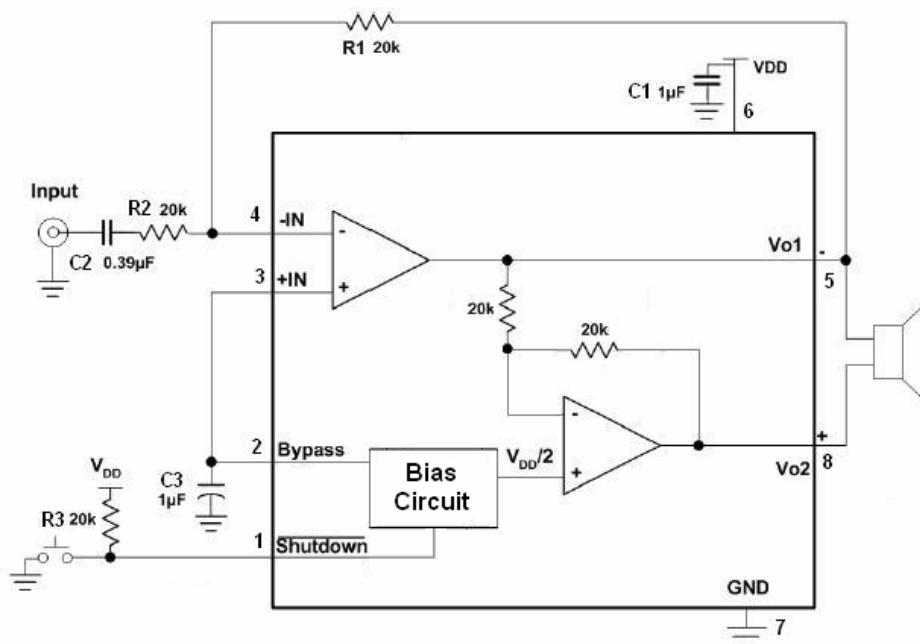 R1 20k
VDD
C1 1µF
6
Input
R2 20k
4
-IN
-
Vo1
-
5
C2 0.39µF
3
+IN
+
20k
20k
2
Bypass
-
VDD/2
+
+
8
Vo2
VDD
C3
1µF
Bias
Circuit
R3 20k
1
Shutdown
GND
7